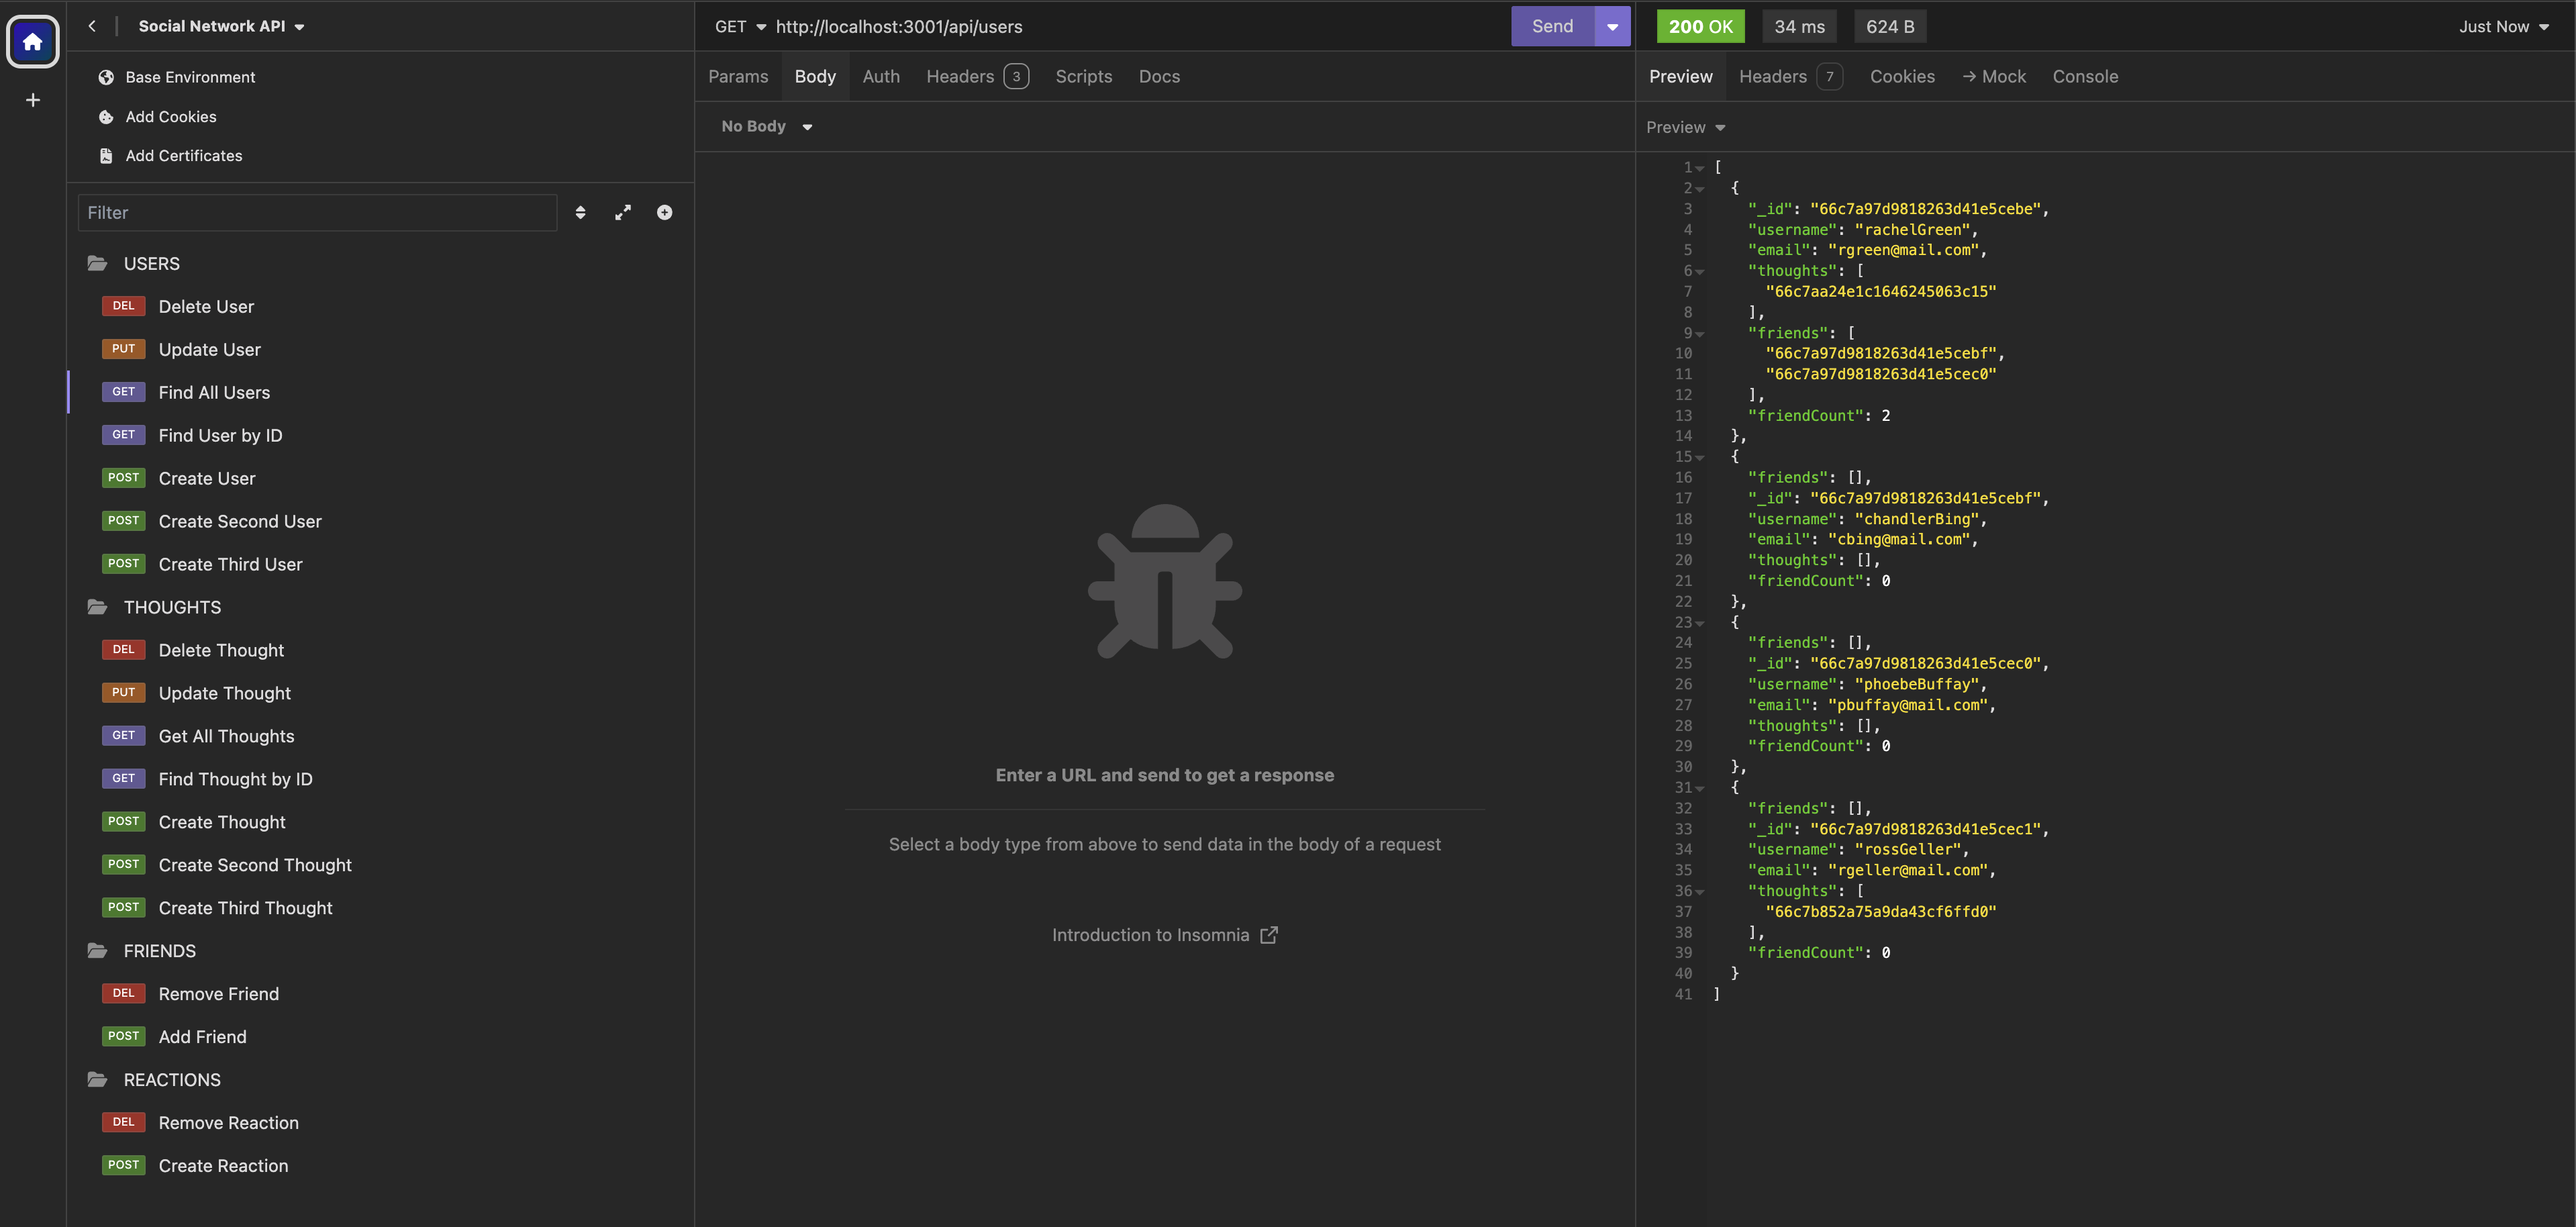 Social Network API
Base Environment
Add Cookies
Add Certificates
Filter
USERS
DEL Delete User
PUT Update User
GET Find All Users
GET Find User by ID
POST Create User
POST Create Second User
POST Create Third User
THOUGHTS
DEL Delete Thought
PUT Update Thought
GET Get All Thoughts
GET Find Thought by ID
POST Create Thought
POST Create Second Thought
POST Create Third Thought
FRIENDS
DEL Remove Friend
POST Add Friend
REACTIONS
DEL Remove Reaction
POST Create Reaction
GET http://localhost:3001/api/users Send
Params Body Auth Headers 3 Scripts Docs
No Body
Enter a URL and send to get a response
Select a body type from above to send data in the body of a request
Introduction to Insomnia
200 OK 34 ms 624 B Just Now
Preview Headers 7 Cookies → Mock Console
Preview
1 [
2 {
3 "_id": "66c7a97d9818263d41e5cebe",
4 "username": "rachelGreen",
5 "email": "rgreen@mail.com",
6 "thoughts": [
7 "66c7aa24e1c1646245063c15"
8 ],
9 "friends": [
10 "66c7a97d9818263d41e5cebf",
11 "66c7a97d9818263d41e5cec0"
12 ],
13 "friendCount": 2
14 },
15 {
16 "friends": [],
17 "_id": "66c7a97d9818263d41e5cebf",
18 "username": "chandlerBing",
19 "email": "cbing@mail.com",
20 "thoughts": [],
21 "friendCount": 0
22 },
23 {
24 "friends": [],
25 "_id": "66c7a97d9818263d41e5cec0",
26 "username": "phoebeBuffay",
27 "email": "pbuffay@mail.com",
28 "thoughts": [],
29 "friendCount": 0
30 },
31 {
32 "friends": [],
33 "_id": "66c7a97d9818263d41e5cec1",
34 "username": "rossGeller",
35 "email": "rgeller@mail.com",
36 "thoughts": [
37 "66c7b852a75a9da43cf6ffd0"
38 ],
39 "friendCount": 0
40 }
41 ]